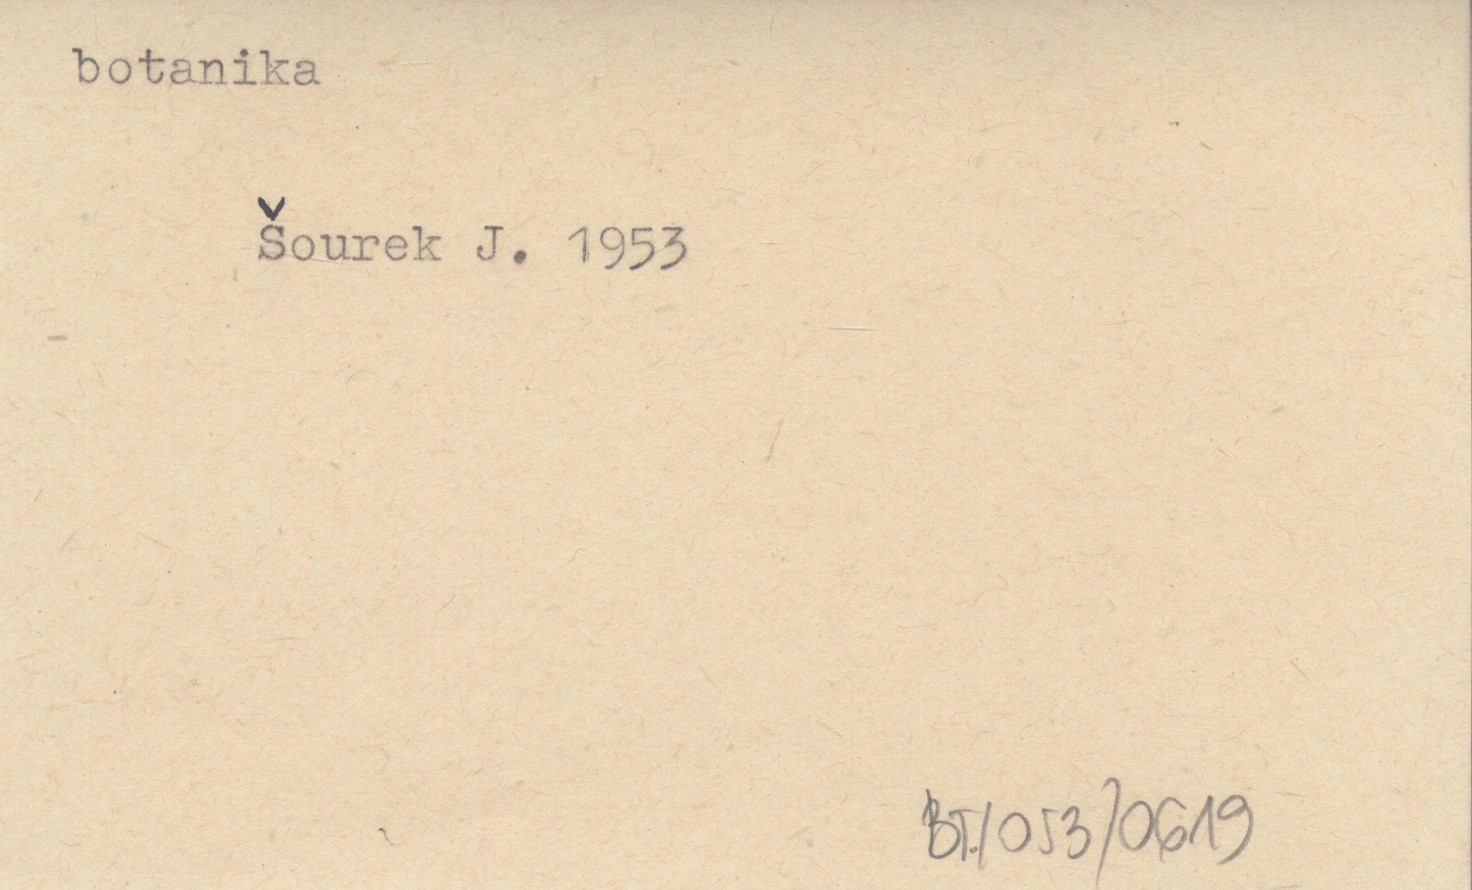 botanika
Šourek J. 1953
BT./053/0619